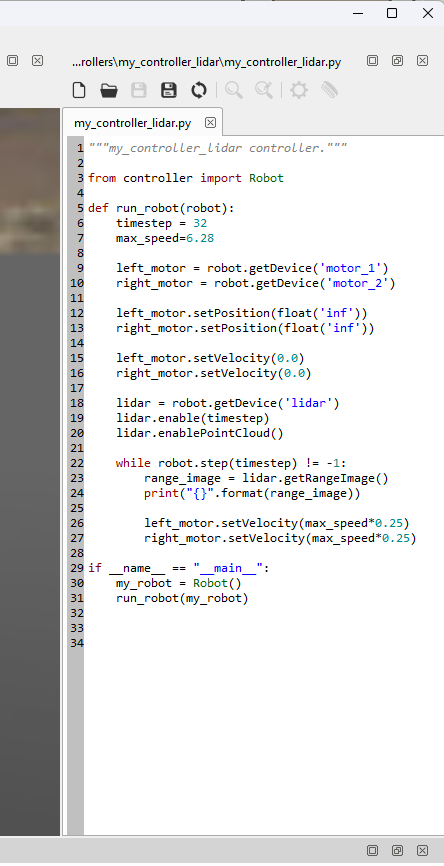 ...rollers\my_controller_lidar\my_controller_lidar.py
my_controller_lidar.py
1 """my_controller_lidar controller."""
2
3 from controller import Robot
4
5 def run_robot(robot):
6     timestep = 32
7     max_speed=6.28
8
9     left_motor = robot.getDevice('motor_1')
10     right_motor = robot.getDevice('motor_2')
11
12     left_motor.setPosition(float('inf'))
13     right_motor.setPosition(float('inf'))
14
15     left_motor.setVelocity(0.0)
16     right_motor.setVelocity(0.0)
17
18     lidar = robot.getDevice('lidar')
19     lidar.enable(timestep)
20     lidar.enablePointCloud()
21
22     while robot.step(timestep) != -1:
23         range_image = lidar.getRangeImage()
24         print("{}".format(range_image))
25
26         left_motor.setVelocity(max_speed*0.25)
27         right_motor.setVelocity(max_speed*0.25)
28
29 if __name__ == "__main__":
30     my_robot = Robot()
31     run_robot(my_robot)
32
33
34